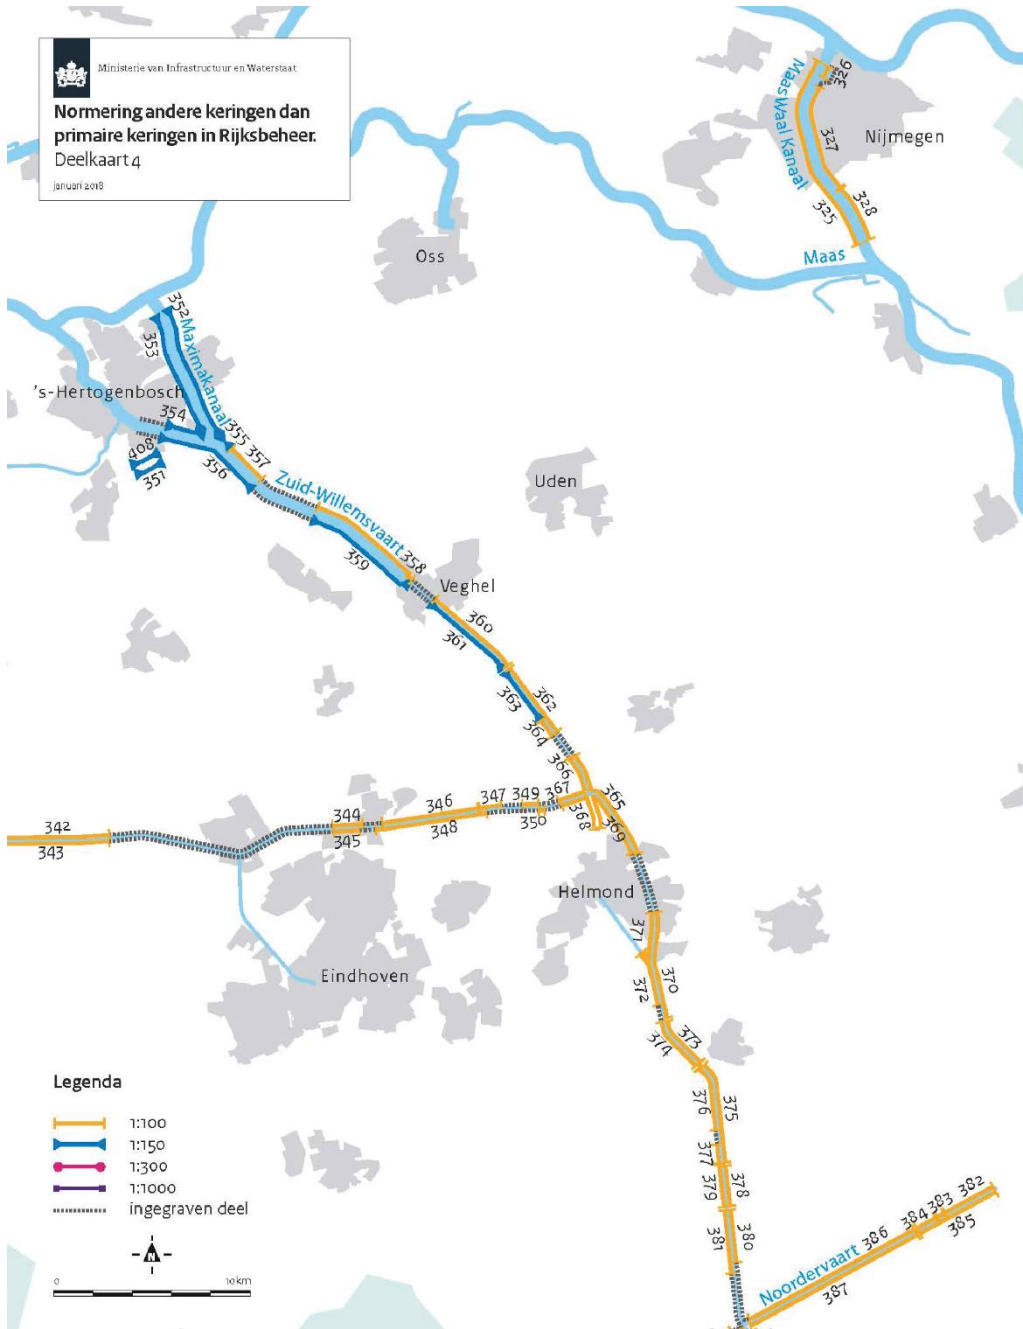 Ministerie van Infrastructuur en Waterstaat
Normering andere keringen dan
primaire keringen in Rijksbeheer.
Deelkaart 4
januari 2018
326
MaasWaal Kanaal
327
Nijmegen
328
325
Maas
Oss
352
353
Maximakanaal
's-Hertogenbosch
354
355
357
408
351
356
Zuid-Willemsvaart
Uden
359
358
Veghel
360
361
363
362
364
366
367
365
368
369
342
343
344
345
346
348
347
349
350
Helmond
371
370
372
Eindhoven
374
373
376
375
377
379
378
381
380
382
383
384
385
386
Noordervaart
387
Legenda
1:100
1:150
1:300
1:1000
ingegraven deel
N
0
10km